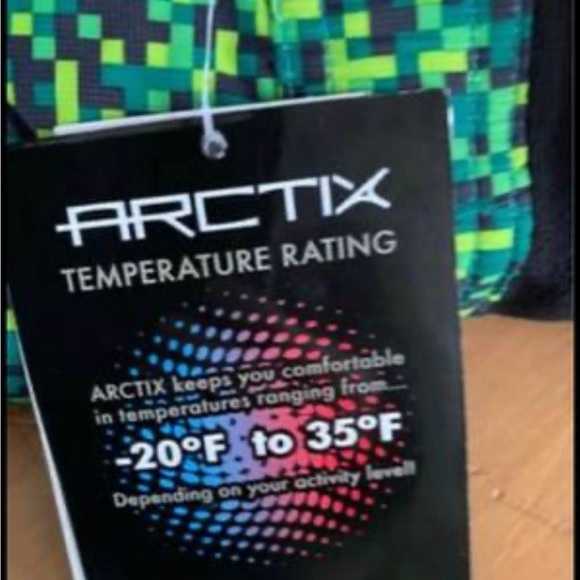 ARCTIX
TEMPERATURE RATING
ARCTIX keeps you comfortable
in temperatures ranging from...
-20°F to 35°F
Depending on your activity level!